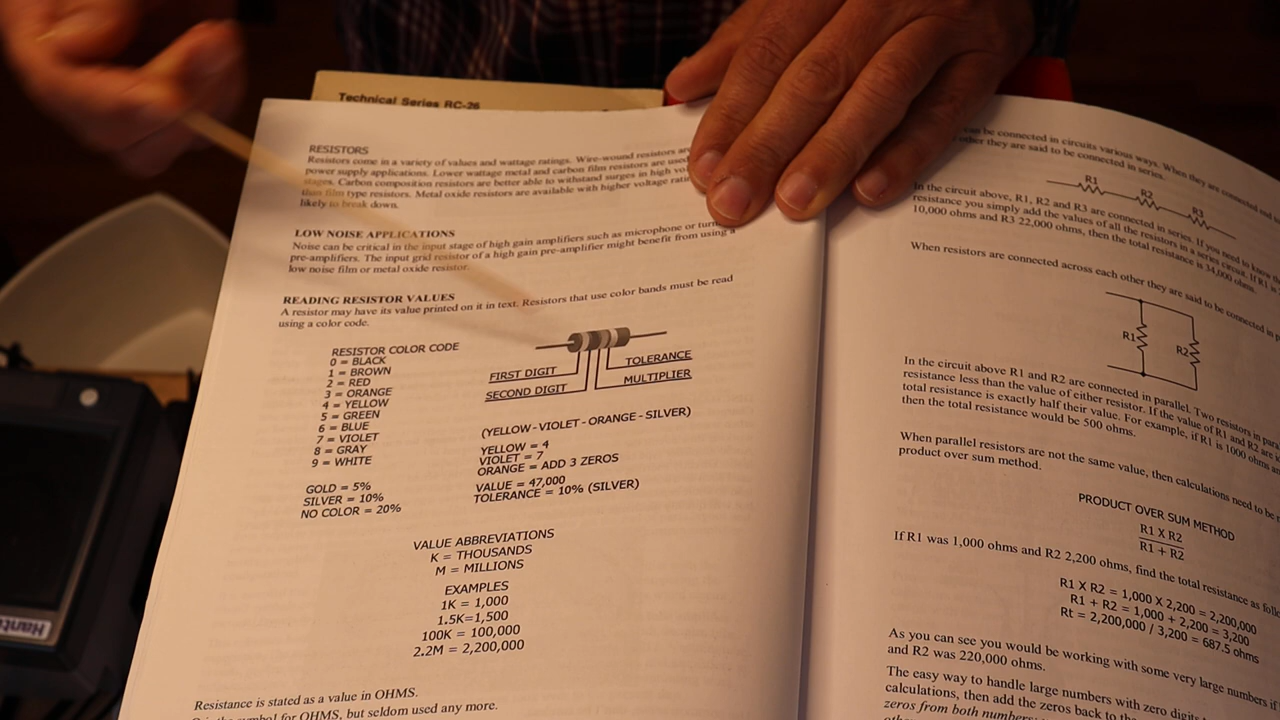 Technical Series RC-26
RESISTORS
Resistors come in a variety of values and wattage ratings. Wire-wound resistors are
power supply applications. Lower wattage metal and carbon film resistors are used
stages. Carbon composition resistors are better able to withstand surges in high vo
than film type resistors. Metal oxide resistors are available with higher voltage rati
likely to break down.
LOW NOISE APPLICATIONS
Noise can be critical in the input stage of high gain amplifiers such as microphone or turn
pre-amplifiers. The input grid resistor of a high gain pre-amplifier might benefit from using a
low noise film or metal oxide resistor.
READING RESISTOR VALUES
A resistor may have its value printed on it in text. Resistors that use color bands must be read
using a color code.
RESISTOR COLOR CODE
0 = BLACK
1 = BROWN
2 = RED
3 = ORANGE
4 = YELLOW
5 = GREEN
6 = BLUE
7 = VIOLET
8 = GRAY
9 = WHITE
GOLD = 5%
SILVER = 10%
NO COLOR = 20%
FIRST DIGIT
SECOND DIGIT
TOLERANCE
MULTIPLIER
(YELLOW - VIOLET - ORANGE - SILVER)
YELLOW = 4
VIOLET = 7
ORANGE = ADD 3 ZEROS
VALUE = 47,000
TOLERANCE = 10% (SILVER)
VALUE ABBREVIATIONS
K = THOUSANDS
M = MILLIONS
EXAMPLES
1K = 1,000
1.5K=1,500
100K = 100,000
2.2M = 2,200,000
Resistance is stated as a value in OHMS.
symbol for OHMS, but seldom used any more.
can be connected in circuits various ways. When they are connected end
other they are said to be connected in series.
R1
R2
R3
In the circuit above, R1, R2 and R3 are connected in series. If you need to know the
resistance you simply add the values of all the resistors in a series circuit. If R1 is
10,000 ohms and R3 22,000 ohms, then the total resistance is 34,000 ohms.
When resistors are connected across each other they are said to be connected in p
R1
R2
In the circuit above R1 and R2 are connected in parallel. Two resistors in para
resistance less than the value of either resistor. If the value of R1 and R2 are
total resistance is exactly half their value. For example, if R1 is 1000 ohms
then the total resistance would be 500 ohms.
When parallel resistors are not the same value, then calculations need to be
product over sum method.
PRODUCT OVER SUM METHOD
R1 X R2
R1 + R2
If R1 was 1,000 ohms and R2 2,200 ohms, find the total resistance as foll
R1 X R2 = 1,000 X 2,200 = 2,200,000
R1 + R2 = 1,000 + 2,200 = 3,200
Rt = 2,200,000 / 3,200 = 687.5 ohms
As you can see you would be working with some very large numbers if
and R2 was 220,000 ohms.
The easy way to handle large numbers with zero digits
calculations, then add the zeros back to the
zeros from both numbers
Hant